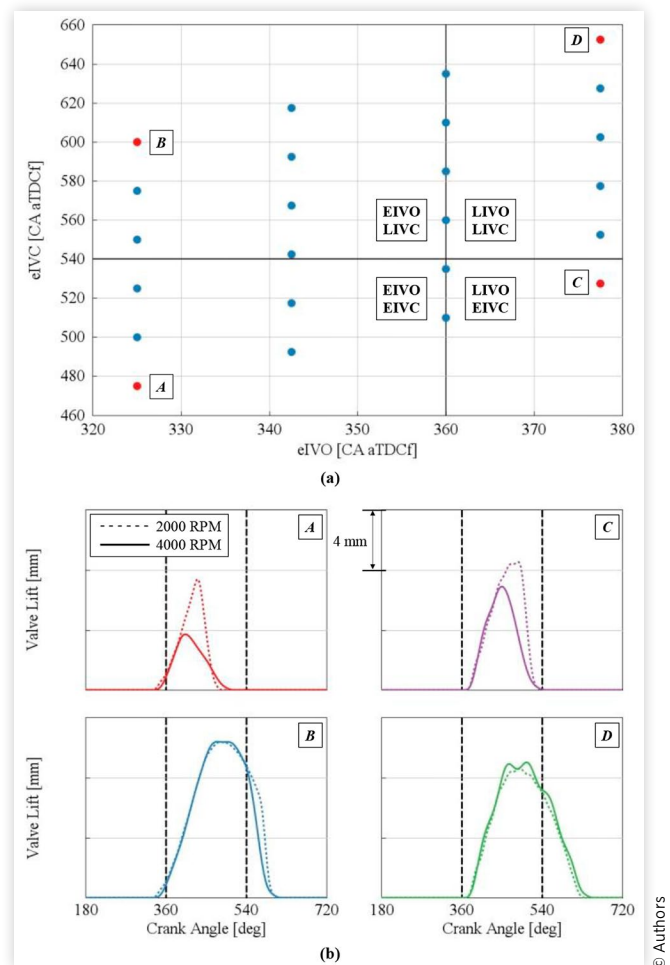 660
640
620
600
580
560
540
520
500
480
460
eIVC [CA aTDCf]
D
B
EIVO
LIVC
LIVO
LIVC
EIVO
EIVC
LIVO
EIVC
C
A
320
330
340
350
360
370
380
eIVO [CA aTDCf]
(a)
2000 RPM
4000 RPM
A
4 mm
C
Valve Lift [mm]
B
D
Valve Lift [mm]
180
360
540
720
180
360
540
720
Crank Angle [deg]
Crank Angle [deg]
(b)
© Authors